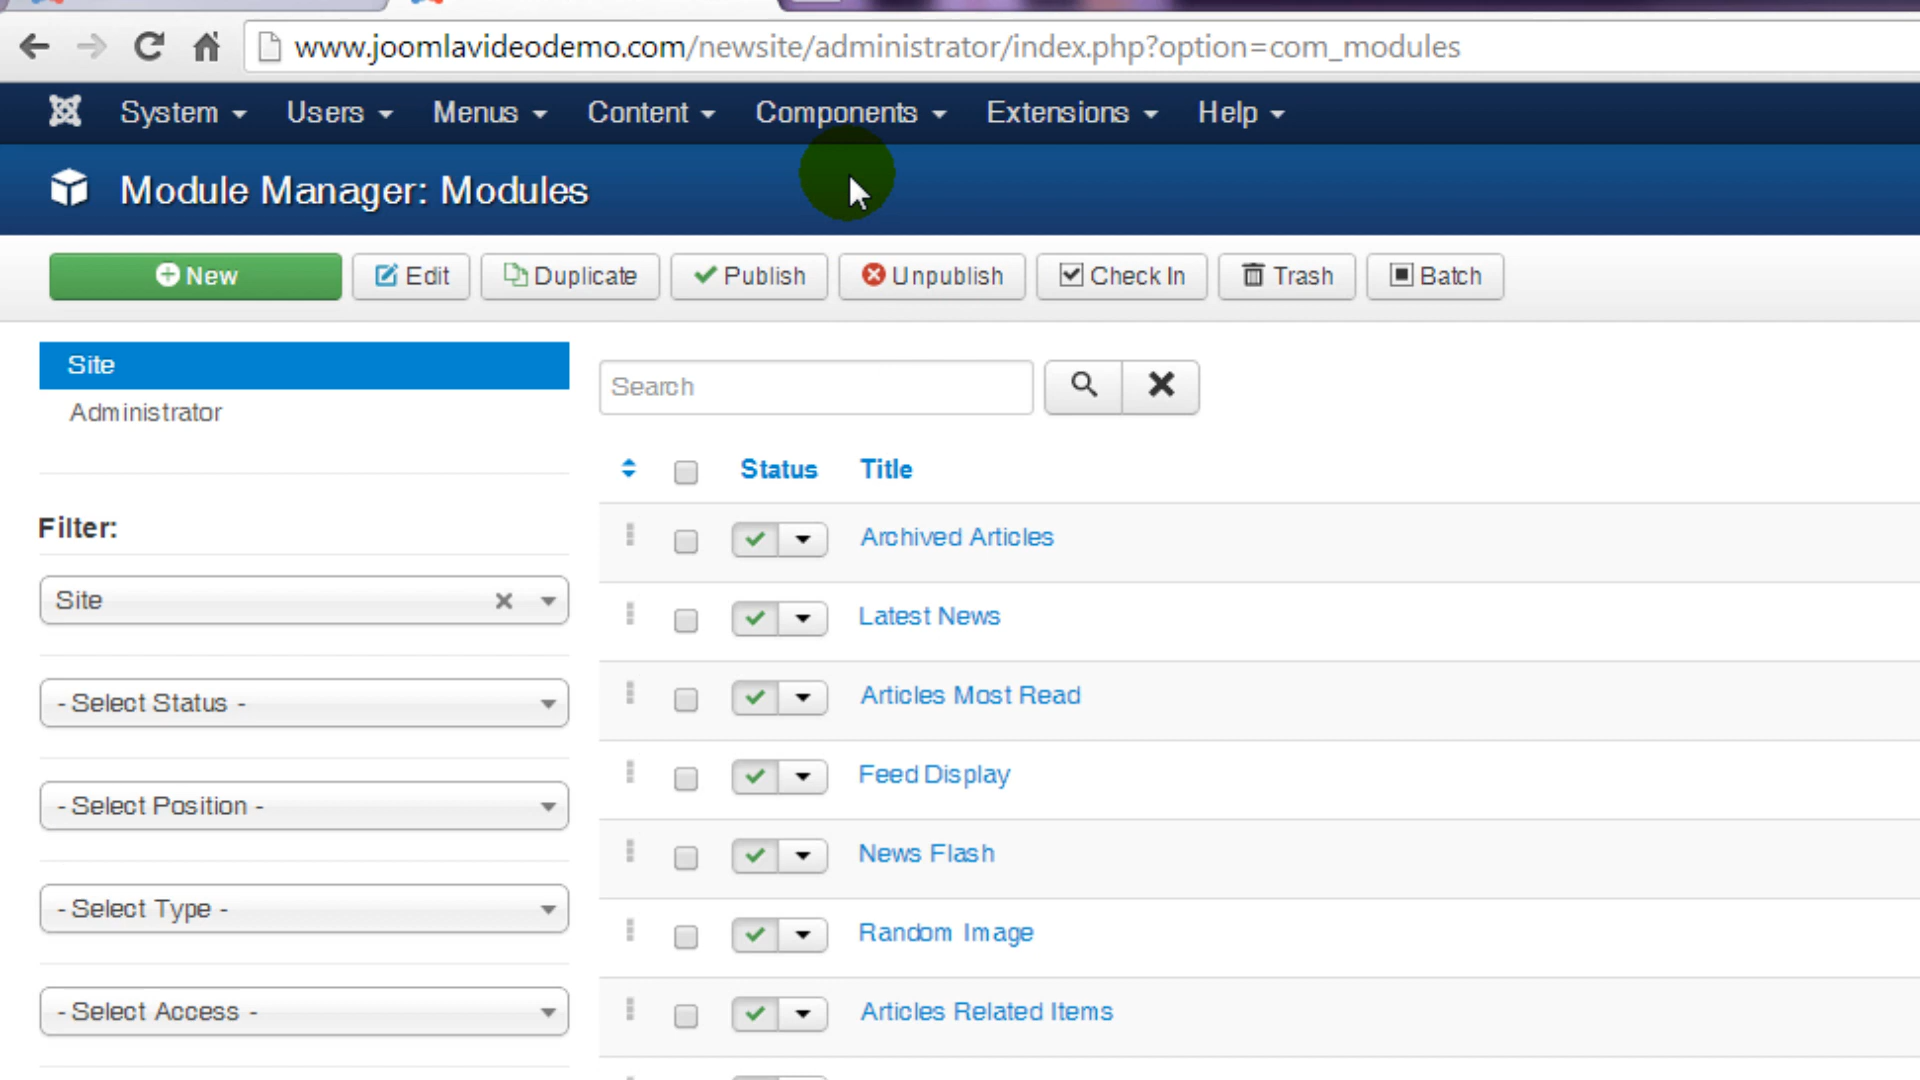 www.joomlavideodemo.com/newsite/administrator/index.php?option=com_modules
System Users Menus Content Components Extensions Help
Module Manager: Modules
New Edit Duplicate Publish Unpublish Check In Trash Batch
Site
Administrator
Search
Status Title
Filter:
Archived Articles
Site
Latest News
- Select Status -
Articles Most Read
- Select Position -
Feed Display
News Flash
- Select Type -
Random Image
- Select Access -
Articles Related Items